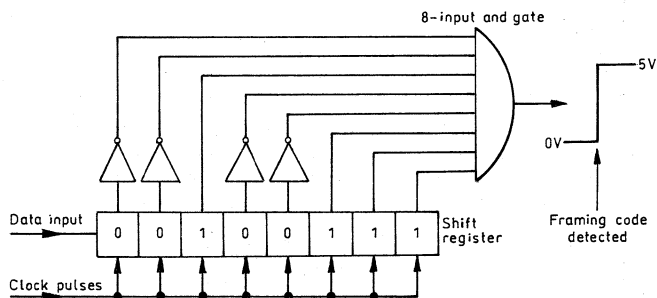 8-input and gate
5V
0V
Data input
0 0 1 0 0 1 1 1
Shift
register
Framing code
detected
Clock pulses